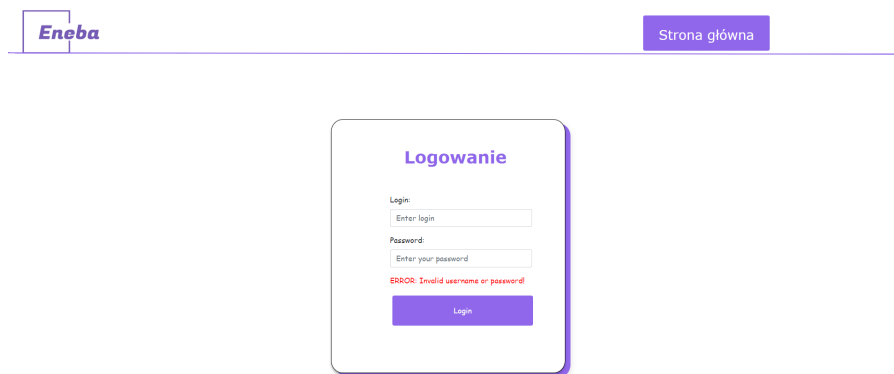 Eneba
Strona główna
Logowanie
Login:
Enter login
Password:
Enter your password
ERROR: Invalid username or password!
Login